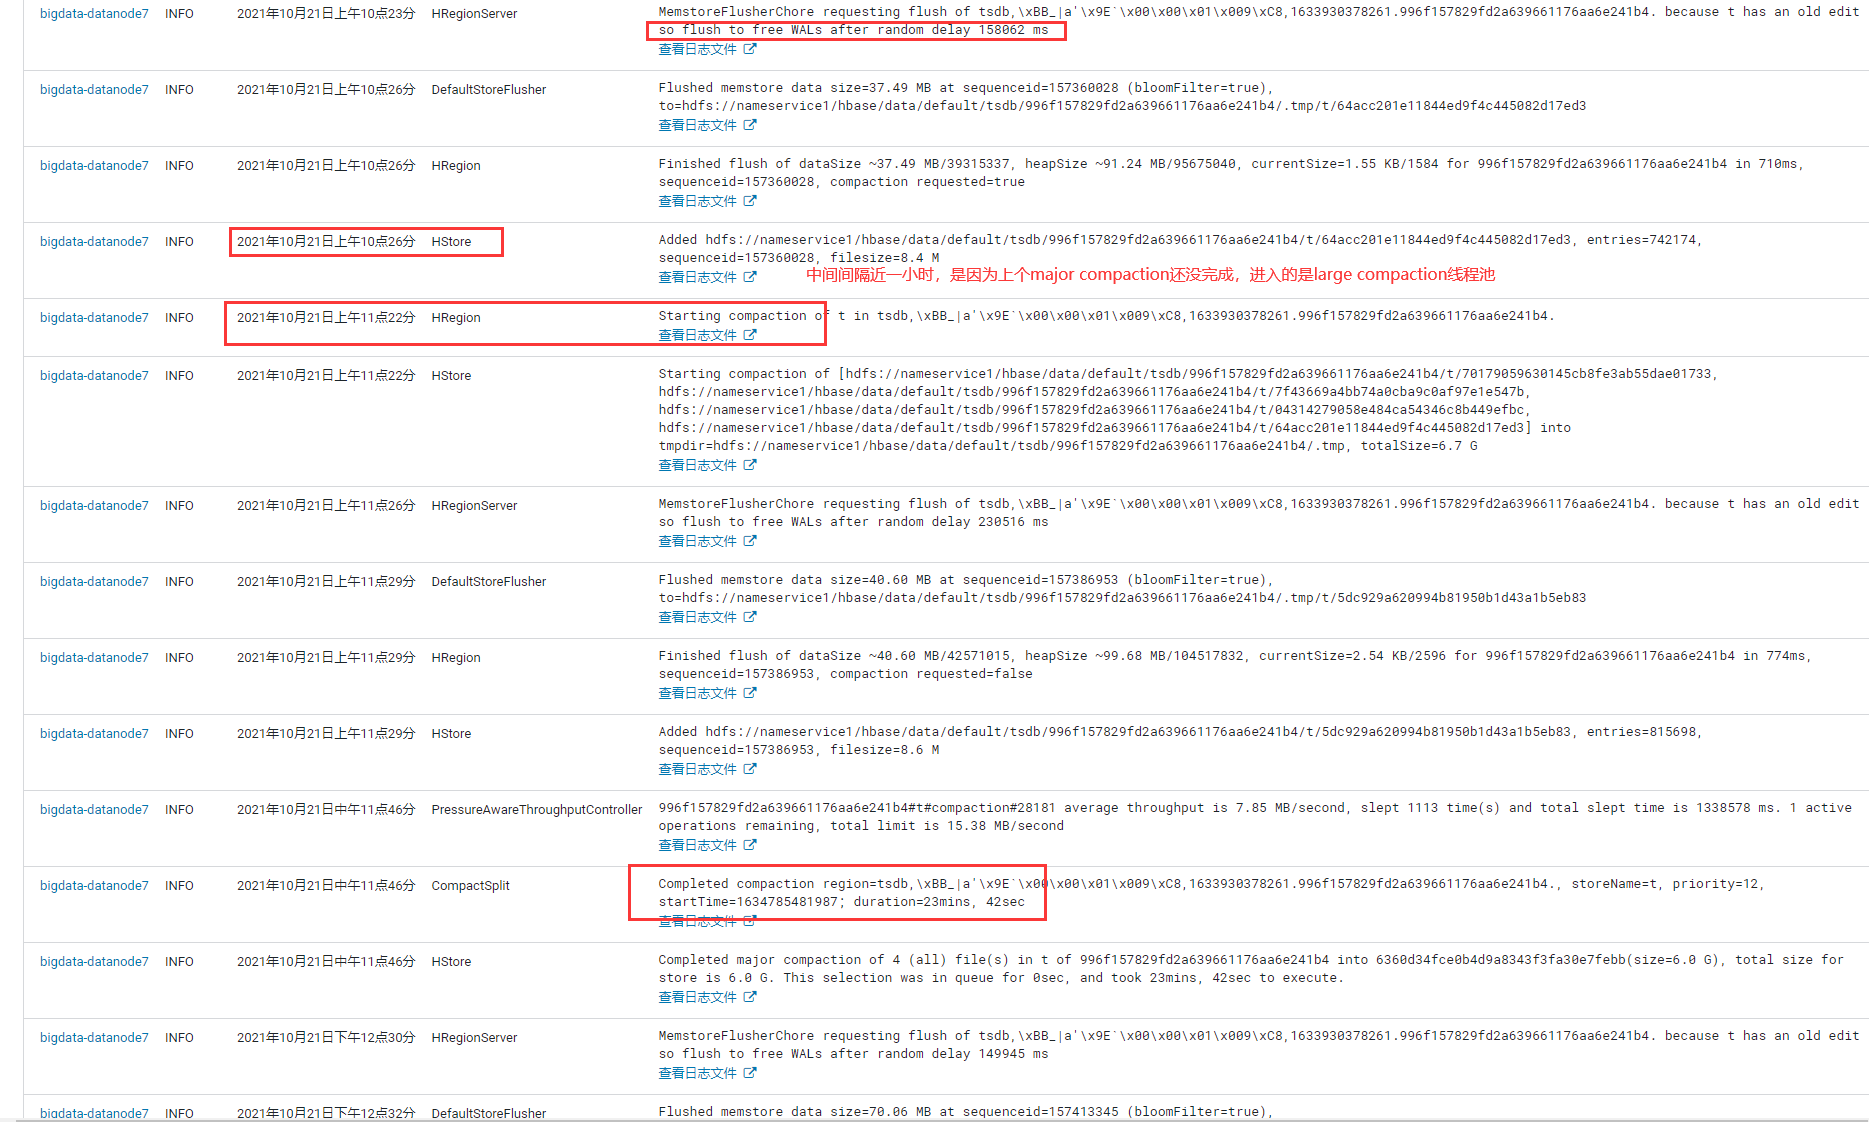 bigdata-datanode7 INFO 2021年10月21日上午10点23分 HRegionServer MemstoreFlusherChore requesting flush of tsdb,\xBB_|a'\x9E`\x00\x00\x01\x009\xC8,1633930378261.996f157829fd2a639661176aa6e241b4. because t has an old edit
so flush to free WALs after random delay 158062 ms
查看日志文件
bigdata-datanode7 INFO 2021年10月21日上午10点26分 DefaultStoreFlusher Flushed memstore data size=37.49 MB at sequenceid=157360028 (bloomFilter=true),
to=hdfs://nameservice1/hbase/data/default/tsdb/996f157829fd2a639661176aa6e241b4/.tmp/t/64acc201e11844ed9f4c445082d17ed3
查看日志文件
bigdata-datanode7 INFO 2021年10月21日上午10点26分 HRegion Finished flush of dataSize ~37.49 MB/39315337, heapSize ~91.24 MB/95675040, currentSize=1.55 KB/1584 for 996f157829fd2a639661176aa6e241b4 in 710ms,
sequenceid=157360028, compaction requested=true
查看日志文件
bigdata-datanode7 INFO 2021年10月21日上午10点26分 HStore Added hdfs://nameservice1/hbase/data/default/tsdb/996f157829fd2a639661176aa6e241b4/t/64acc201e11844ed9f4c445082d17ed3, entries=742174,
sequenceid=157360028, filesize=8.4 M
查看日志文件 中间间隔近一小时，是因为上个major compaction还没完成，进入的是large compaction线程池
bigdata-datanode7 INFO 2021年10月21日上午11点22分 HRegion Starting compaction of t in tsdb,\xBB_|a'\x9E`\x00\x00\x01\x009\xC8,1633930378261.996f157829fd2a639661176aa6e241b4.
查看日志文件
bigdata-datanode7 INFO 2021年10月21日上午11点22分 HStore Starting compaction of [hdfs://nameservice1/hbase/data/default/tsdb/996f157829fd2a639661176aa6e241b4/t/70179059630145cb8fe3ab55dae01733,
hdfs://nameservice1/hbase/data/default/tsdb/996f157829fd2a639661176aa6e241b4/t/7f43669a4bb74a0cba9c0af97e1e547b,
hdfs://nameservice1/hbase/data/default/tsdb/996f157829fd2a639661176aa6e241b4/t/04314279058e484ca54346c8b449efbc,
hdfs://nameservice1/hbase/data/default/tsdb/996f157829fd2a639661176aa6e241b4/t/64acc201e11844ed9f4c445082d17ed3] into
tmpdir=hdfs://nameservice1/hbase/data/default/tsdb/996f157829fd2a639661176aa6e241b4/.tmp, totalSize=6.7 G
查看日志文件
bigdata-datanode7 INFO 2021年10月21日上午11点26分 HRegionServer MemstoreFlusherChore requesting flush of tsdb,\xBB_|a'\x9E`\x00\x00\x01\x009\xC8,1633930378261.996f157829fd2a639661176aa6e241b4. because t has an old edit
so flush to free WALs after random delay 230516 ms
查看日志文件
bigdata-datanode7 INFO 2021年10月21日上午11点29分 DefaultStoreFlusher Flushed memstore data size=40.60 MB at sequenceid=157386953 (bloomFilter=true),
to=hdfs://nameservice1/hbase/data/default/tsdb/996f157829fd2a639661176aa6e241b4/.tmp/t/5dc929a620994b81950b1d43a1b5eb83
查看日志文件
bigdata-datanode7 INFO 2021年10月21日上午11点29分 HRegion Finished flush of dataSize ~40.60 MB/42571015, heapSize ~99.68 MB/104517832, currentSize=2.54 KB/2596 for 996f157829fd2a639661176aa6e241b4 in 774ms,
sequenceid=157386953, compaction requested=false
查看日志文件
bigdata-datanode7 INFO 2021年10月21日上午11点29分 HStore Added hdfs://nameservice1/hbase/data/default/tsdb/996f157829fd2a639661176aa6e241b4/t/5dc929a620994b81950b1d43a1b5eb83, entries=815698,
sequenceid=157386953, filesize=8.6 M
查看日志文件
bigdata-datanode7 INFO 2021年10月21日中午11点46分 PressureAwareThroughputController 996f157829fd2a639661176aa6e241b4#t#compaction#28181 average throughput is 7.85 MB/second, slept 1113 time(s) and total slept time is 1338578 ms. 1 active
operations remaining, total limit is 15.38 MB/second
查看日志文件
bigdata-datanode7 INFO 2021年10月21日中午11点46分 CompactSplit Completed compaction region=tsdb,\xBB_|a'\x9E`\x00\x00\x01\x009\xC8,1633930378261.996f157829fd2a639661176aa6e241b4., storeName=t, priority=12,
startTime=1634785481987; duration=23mins, 42sec
查看日志文件
bigdata-datanode7 INFO 2021年10月21日中午11点46分 HStore Completed major compaction of 4 (all) file(s) in t of 996f157829fd2a639661176aa6e241b4 into 6360d34fce0b4d9a8343f3fa30e7febb(size=6.0 G), total size for
store is 6.0 G. This selection was in queue for 0sec, and took 23mins, 42sec to execute.
查看日志文件
bigdata-datanode7 INFO 2021年10月21日下午12点30分 HRegionServer MemstoreFlusherChore requesting flush of tsdb,\xBB_|a'\x9E`\x00\x00\x01\x009\xC8,1633930378261.996f157829fd2a639661176aa6e241b4. because t has an old edit
so flush to free WALs after random delay 149945 ms
查看日志文件
bigdata-datanode7 INFO 2021年10月21日下午12点32分 DefaultStoreFlusher Flushed memstore data size=70.06 MB at sequenceid=157413345 (bloomFilter=true),